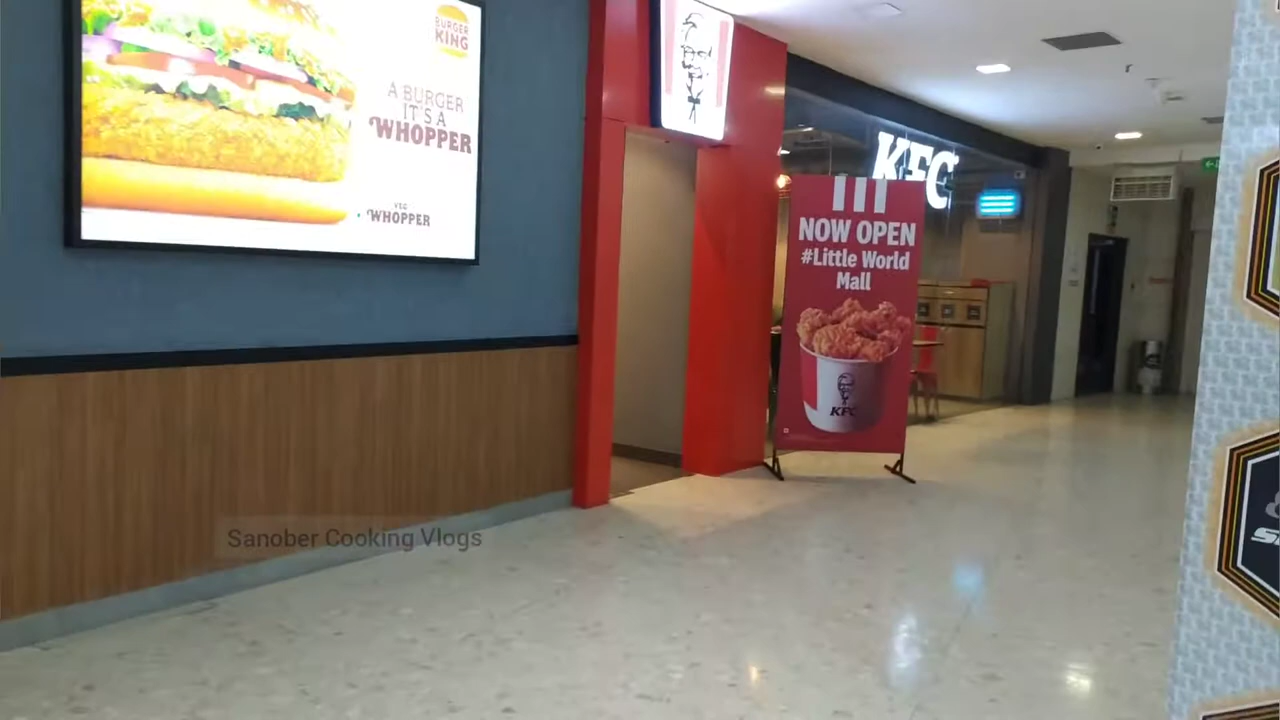 BURGER
KING
A BURGER
IT'S A
WHOPPER
VEG
WHOPPER
KFC
NOW OPEN
#Little World
Mall
KFC
Sanober Cooking Vlogs